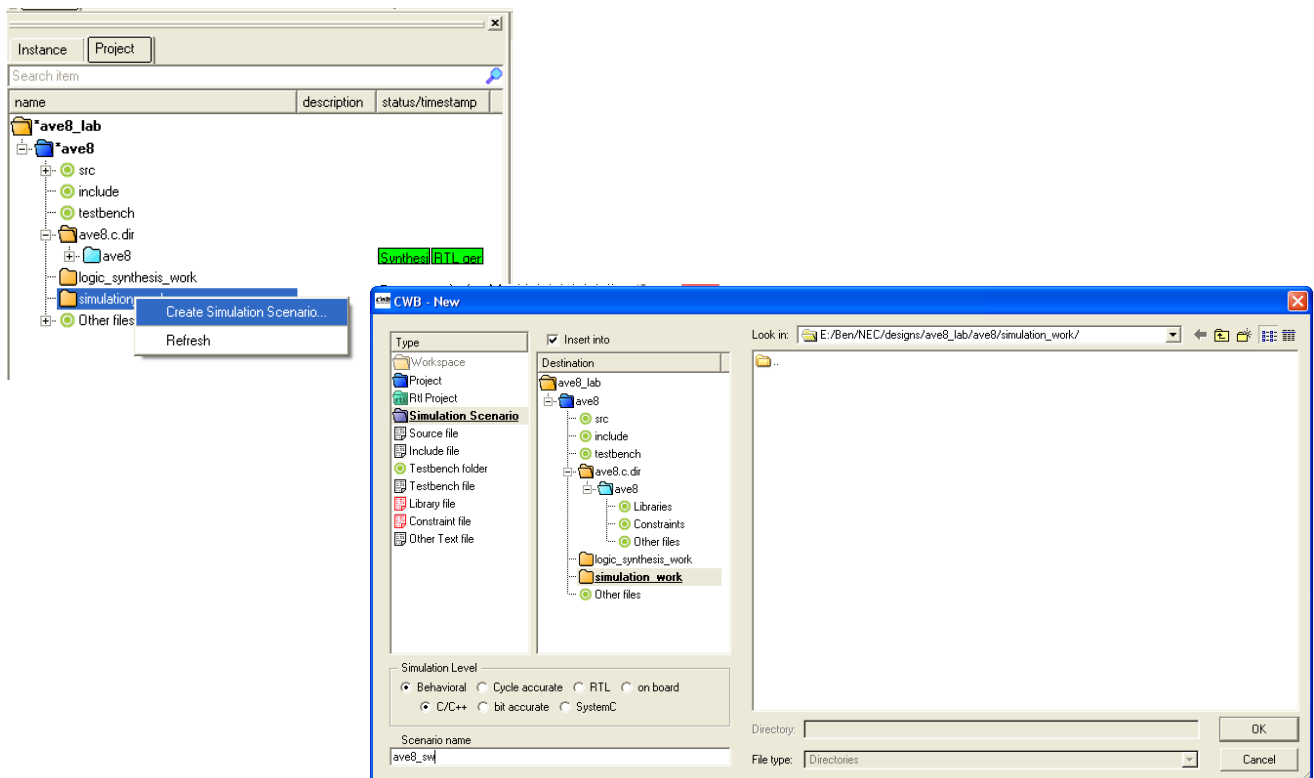 Instance Project
Search item
name description status/timestamp
*ave8_lab
*ave8
src
include
testbench
ave8.c.dir
ave8 Synthesi RTL ger
logic_synthesis_work
Create Simulation Scenario...
Other files
Refresh
CWB - New
Type
Workspace
Project
Rtl Project
Simulation Scenario
Source file
Include file
Testbench folder
Testbench file
Library file
Constraint file
Other Text file
Insert into
Destination
ave8_lab
ave8
src
include
testbench
ave8.c.dir
ave8
Libraries
Constraints
Other files
logic_synthesis_work
simulation_work
Other files
Look in: E:/Ben/NEC/designs/ave8_lab/ave8/simulation_work/
..
Simulation Level
Behavioral Cycle accurate RTL on board
C/C++ bit accurate SystemC
Scenario name
ave8_sw
Directory: OK
File type: Directories Cancel